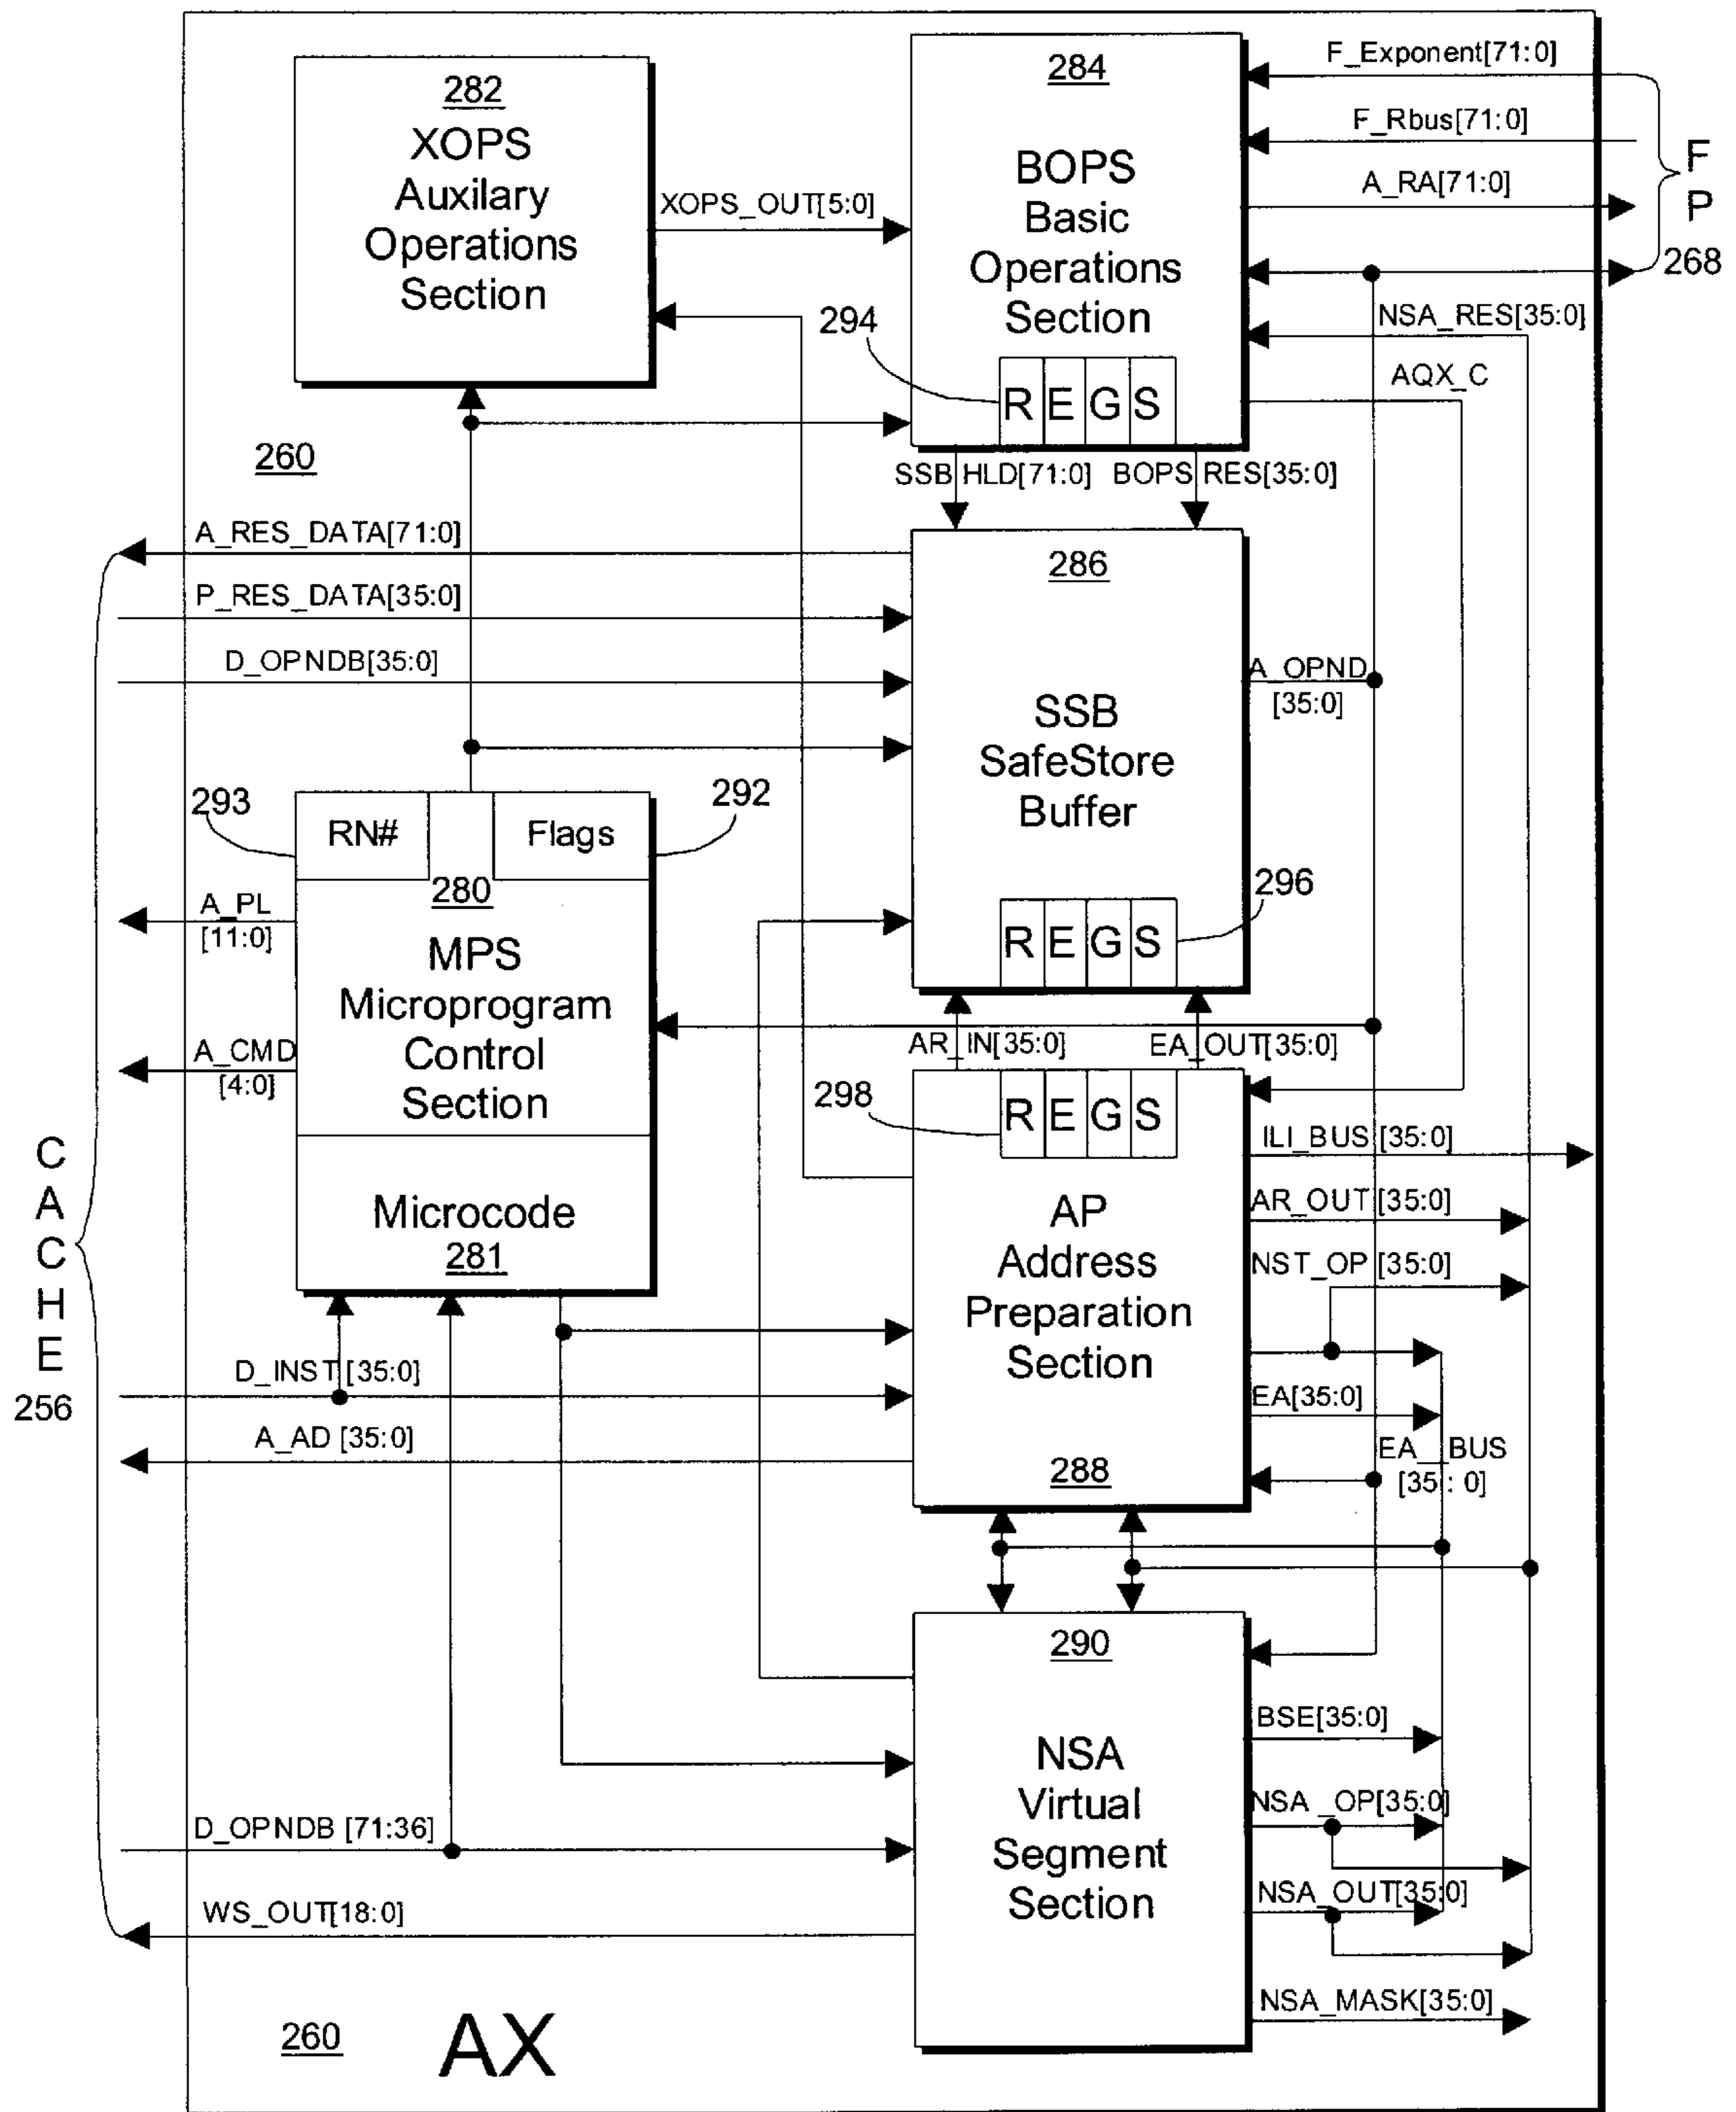 282
XOPS
Auxilary
Operations
Section
XOPS_OUT[5:0]
284
BOPS
Basic
Operations
Section
294
R E G S
F_Exponent[71:0]
F_Rbus[71:0]
A_RA[71:0]
F
P
268
NSA_RES[35:0]
AQX_C
260
SSB HLD[71:0]
BOPS RES[35:0]
A_RES_DATA[71:0]
P_RES_DATA[35:0]
D_OPNDB[35:0]
286
SSB
SafeStore
Buffer
296
R E G S
A_OPND
[35:0]
293
292
RN#
Flags
280
MPS
Microprogram
Control
Section
Microcode
281
A_PL
[11:0]
A_CMD
[4:0]
C
A
C
H
E
256
AR_IN[35:0]
EA_OUT[35:0]
298
R E G S
AP
Address
Preparation
Section
288
ILI_BUS [35:0]
AR_OUT [35:0]
NST_OP [35:0]
EA[35:0]
EA_BUS
[35 : 0]
D_INST [35:0]
A_AD [35:0]
290
NSA
Virtual
Segment
Section
BSE[35:0]
NSA _OP[35:0]
NSA_OUT[35:0]
NSA_MASK[35:0]
D_OPNDB [71:36]
WS_OUT[18:0]
260
AX